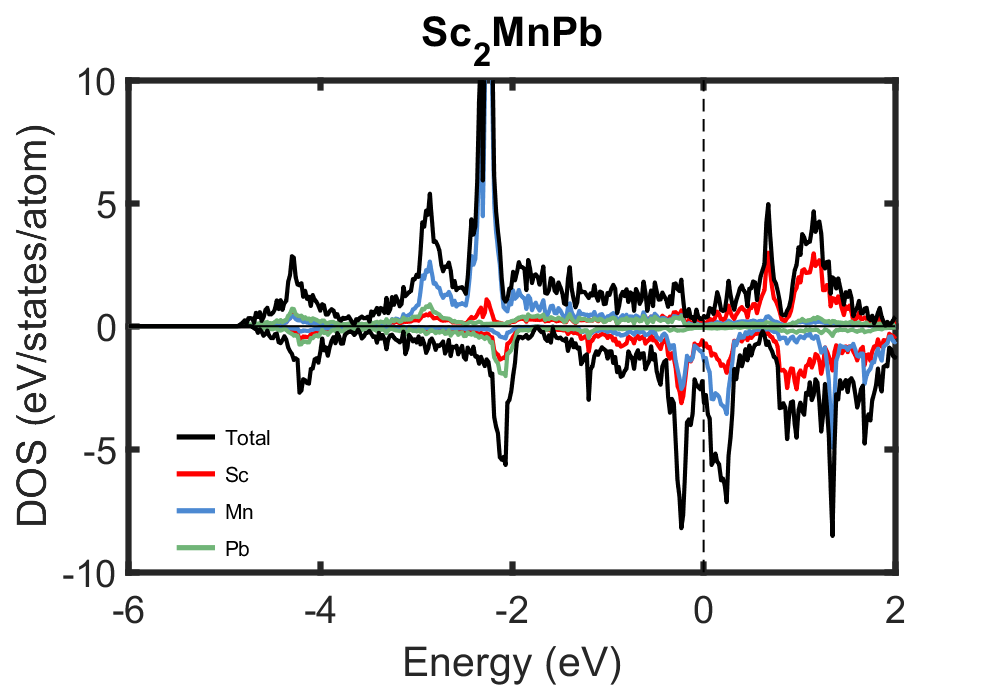 Sc2MnPb
10
5
0
-5
-10
DOS (eV/states/atom)
Total
Sc
Mn
Pb
-6 -4 -2 0 2
Energy (eV)